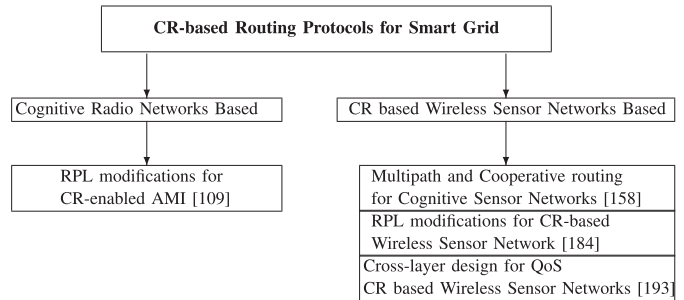 CR-based Routing Protocols for Smart Grid
Cognitive Radio Networks Based
CR based Wireless Sensor Networks Based
RPL modifications for
CR-enabled AMI [109]
Multipath and Cooperative routing
for Cognitive Sensor Networks [158]
RPL modifications for CR-based
Wireless Sensor Network [184]
Cross-layer design for QoS
CR based Wireless Sensor Networks [193]